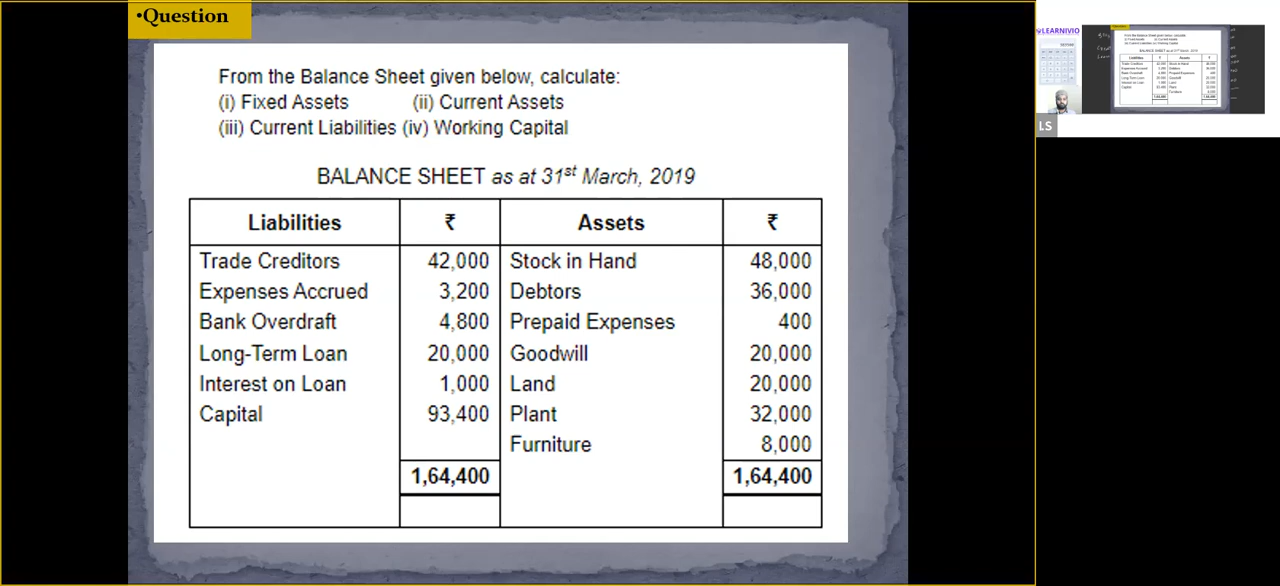 •Question
From the Balance Sheet given below, calculate:
(i) Fixed Assets (ii) Current Assets
(iii) Current Liabilities (iv) Working Capital
BALANCE SHEET as at 31st March, 2019
Liabilities ₹ Assets ₹
Trade Creditors 42,000 Stock in Hand 48,000
Expenses Accrued 3,200 Debtors 36,000
Bank Overdraft 4,800 Prepaid Expenses 400
Long-Term Loan 20,000 Goodwill 20,000
Interest on Loan 1,000 Land 20,000
Capital 93,400 Plant 32,000
Furniture 8,000
1,64,400 1,64,400
LEARNIVIO
LS